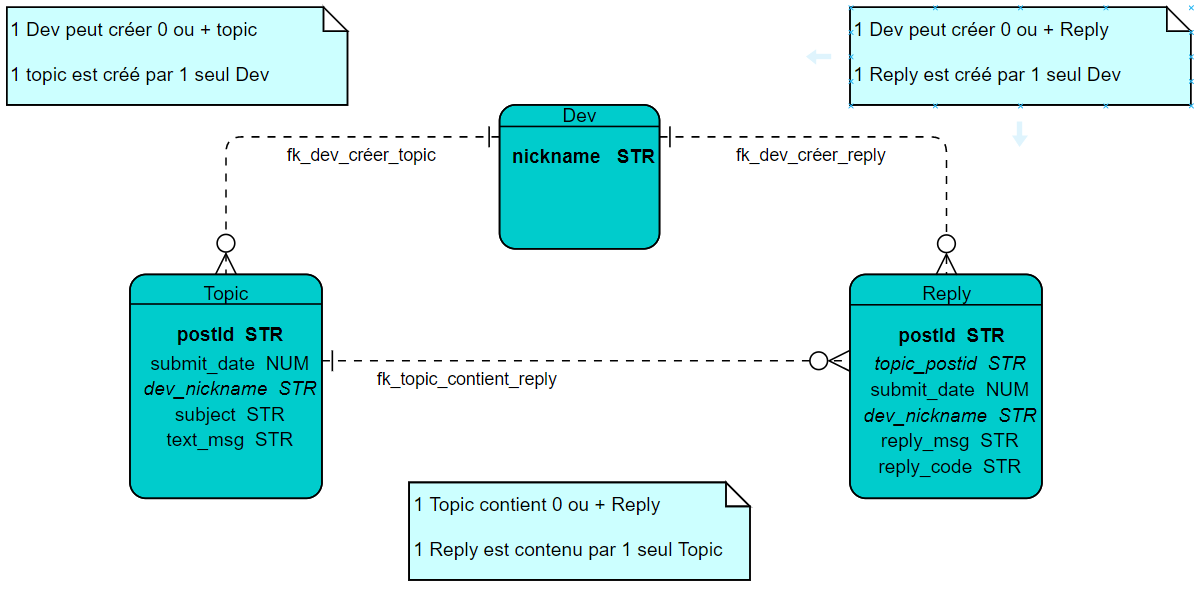 1 Dev peut créer 0 ou + topic
1 topic est créé par 1 seul Dev
1 Dev peut créer 0 ou + Reply
1 Reply est créé par 1 seul Dev
Dev
nickname STR
fk_dev_créer_topic
fk_dev_créer_reply
Topic
postId STR
submit_date NUM
dev_nickname STR
subject STR
text_msg STR
fk_topic_contient_reply
Reply
postId STR
topic_postid STR
submit_date NUM
dev_nickname STR
reply_msg STR
reply_code STR
1 Topic contient 0 ou + Reply
1 Reply est contenu par 1 seul Topic